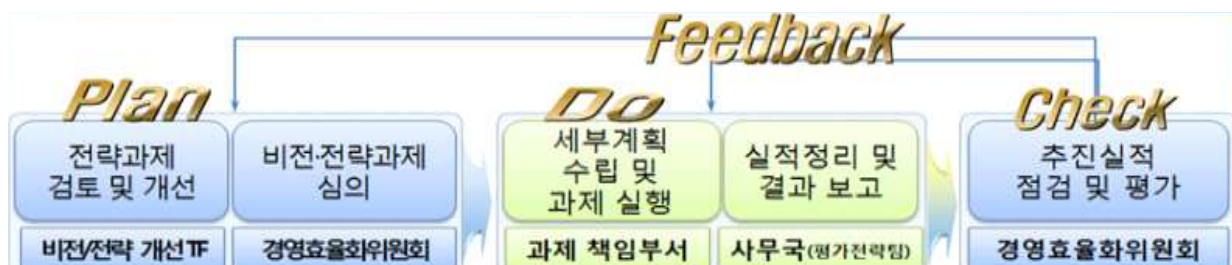 Feedback
Plan
Do
Check
전략과제
검토 및 개선
비전·전략과제
심의
세부계획
수립 및
과제 실행
실적정리 및
결과 보고
추진실적
점검 및 평가
비전/전략 개선TF
경영효율화위원회
과제 책임부서
사무국(평가전략팀)
경영효율화위원회